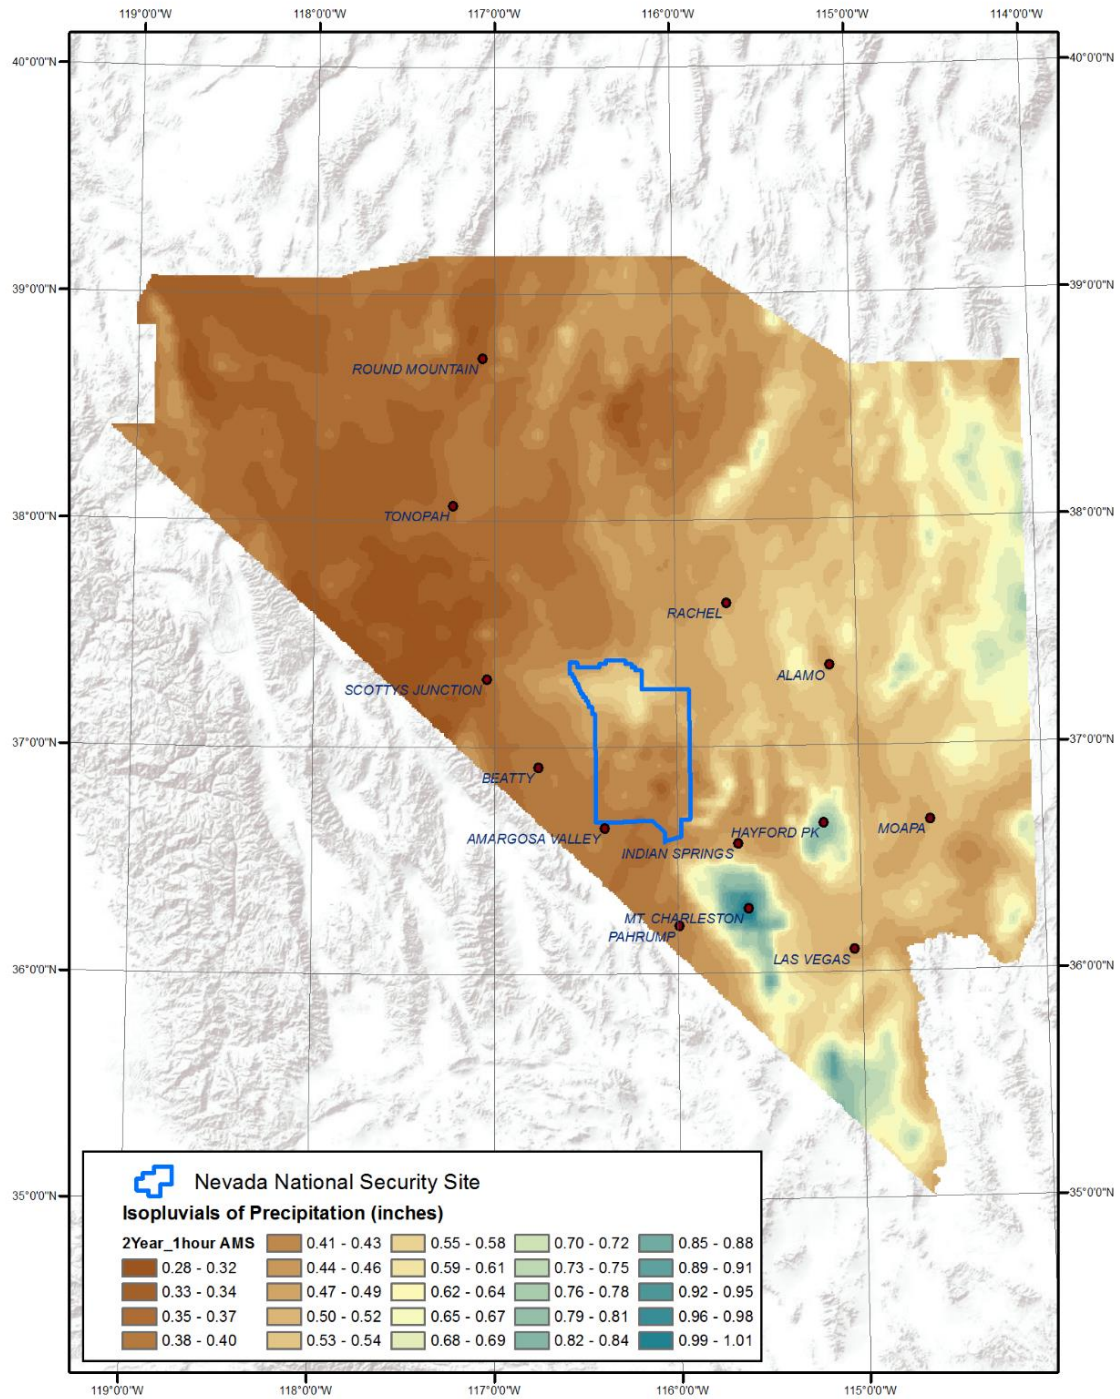 119°0'0"W 118°0'0"W 117°0'0"W 116°0'0"W 115°0'0"W 114°0'0"W
40°0'0"N 40°0'0"N
39°0'0"N 39°0'0"N
ROUND MOUNTAIN
38°0'0"N 38°0'0"N
TONOPAH
RACHEL
ALAMO
SCOTTYS JUNCTION
37°0'0"N 37°0'0"N
BEATTY
AMARGOSA VALLEY
HAYFORD PK
MOAPA
INDIAN SPRINGS
MT. CHARLESTON
PAHRUMP
LAS VEGAS
36°0'0"N 36°0'0"N
35°0'0"N 35°0'0"N
Nevada National Security Site
Isopluvials of Precipitation (inches)
2Year_1hour AMS 0.41 - 0.43 0.55 - 0.58 0.70 - 0.72 0.85 - 0.88
0.28 - 0.32 0.44 - 0.46 0.59 - 0.61 0.73 - 0.75 0.89 - 0.91
0.33 - 0.34 0.47 - 0.49 0.62 - 0.64 0.76 - 0.78 0.92 - 0.95
0.35 - 0.37 0.50 - 0.52 0.65 - 0.67 0.79 - 0.81 0.96 - 0.98
0.38 - 0.40 0.53 - 0.54 0.68 - 0.69 0.82 - 0.84 0.99 - 1.01
119°0'0"W 118°0'0"W 117°0'0"W 116°0'0"W 115°0'0"W